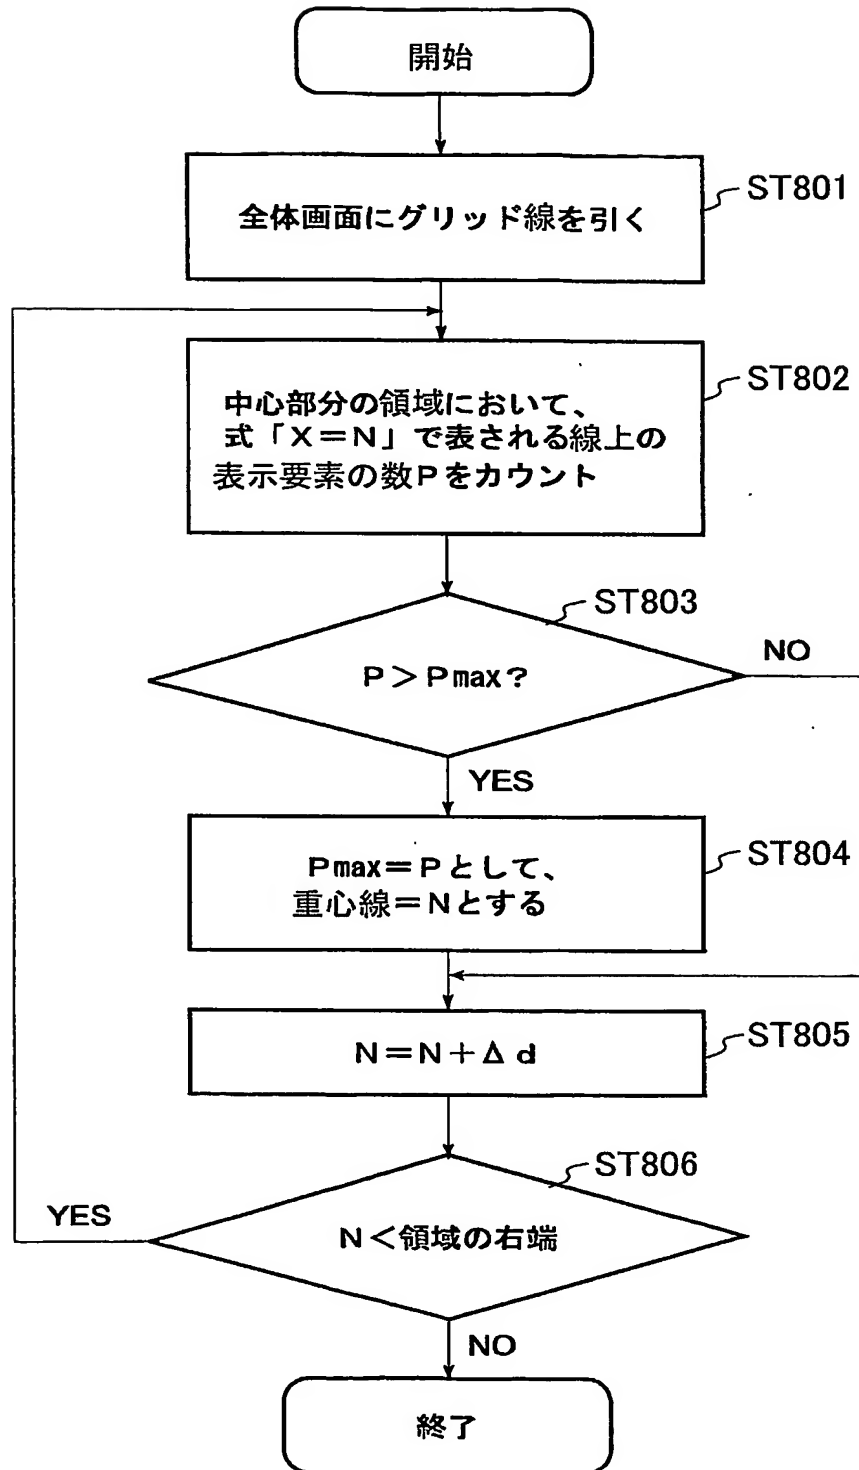 開始
ST801
全体画面にグリッド線を引く
ST802
中心部分の領域において、
式「X=N」で表される線上の
表示要素の数Pをカウント
ST803
P>Pmax?
NO
YES
ST804
Pmax=Pとして、
重心線=Nとする
ST805
N=N+Δd
ST806
YES
N<領域の右端
NO
終了